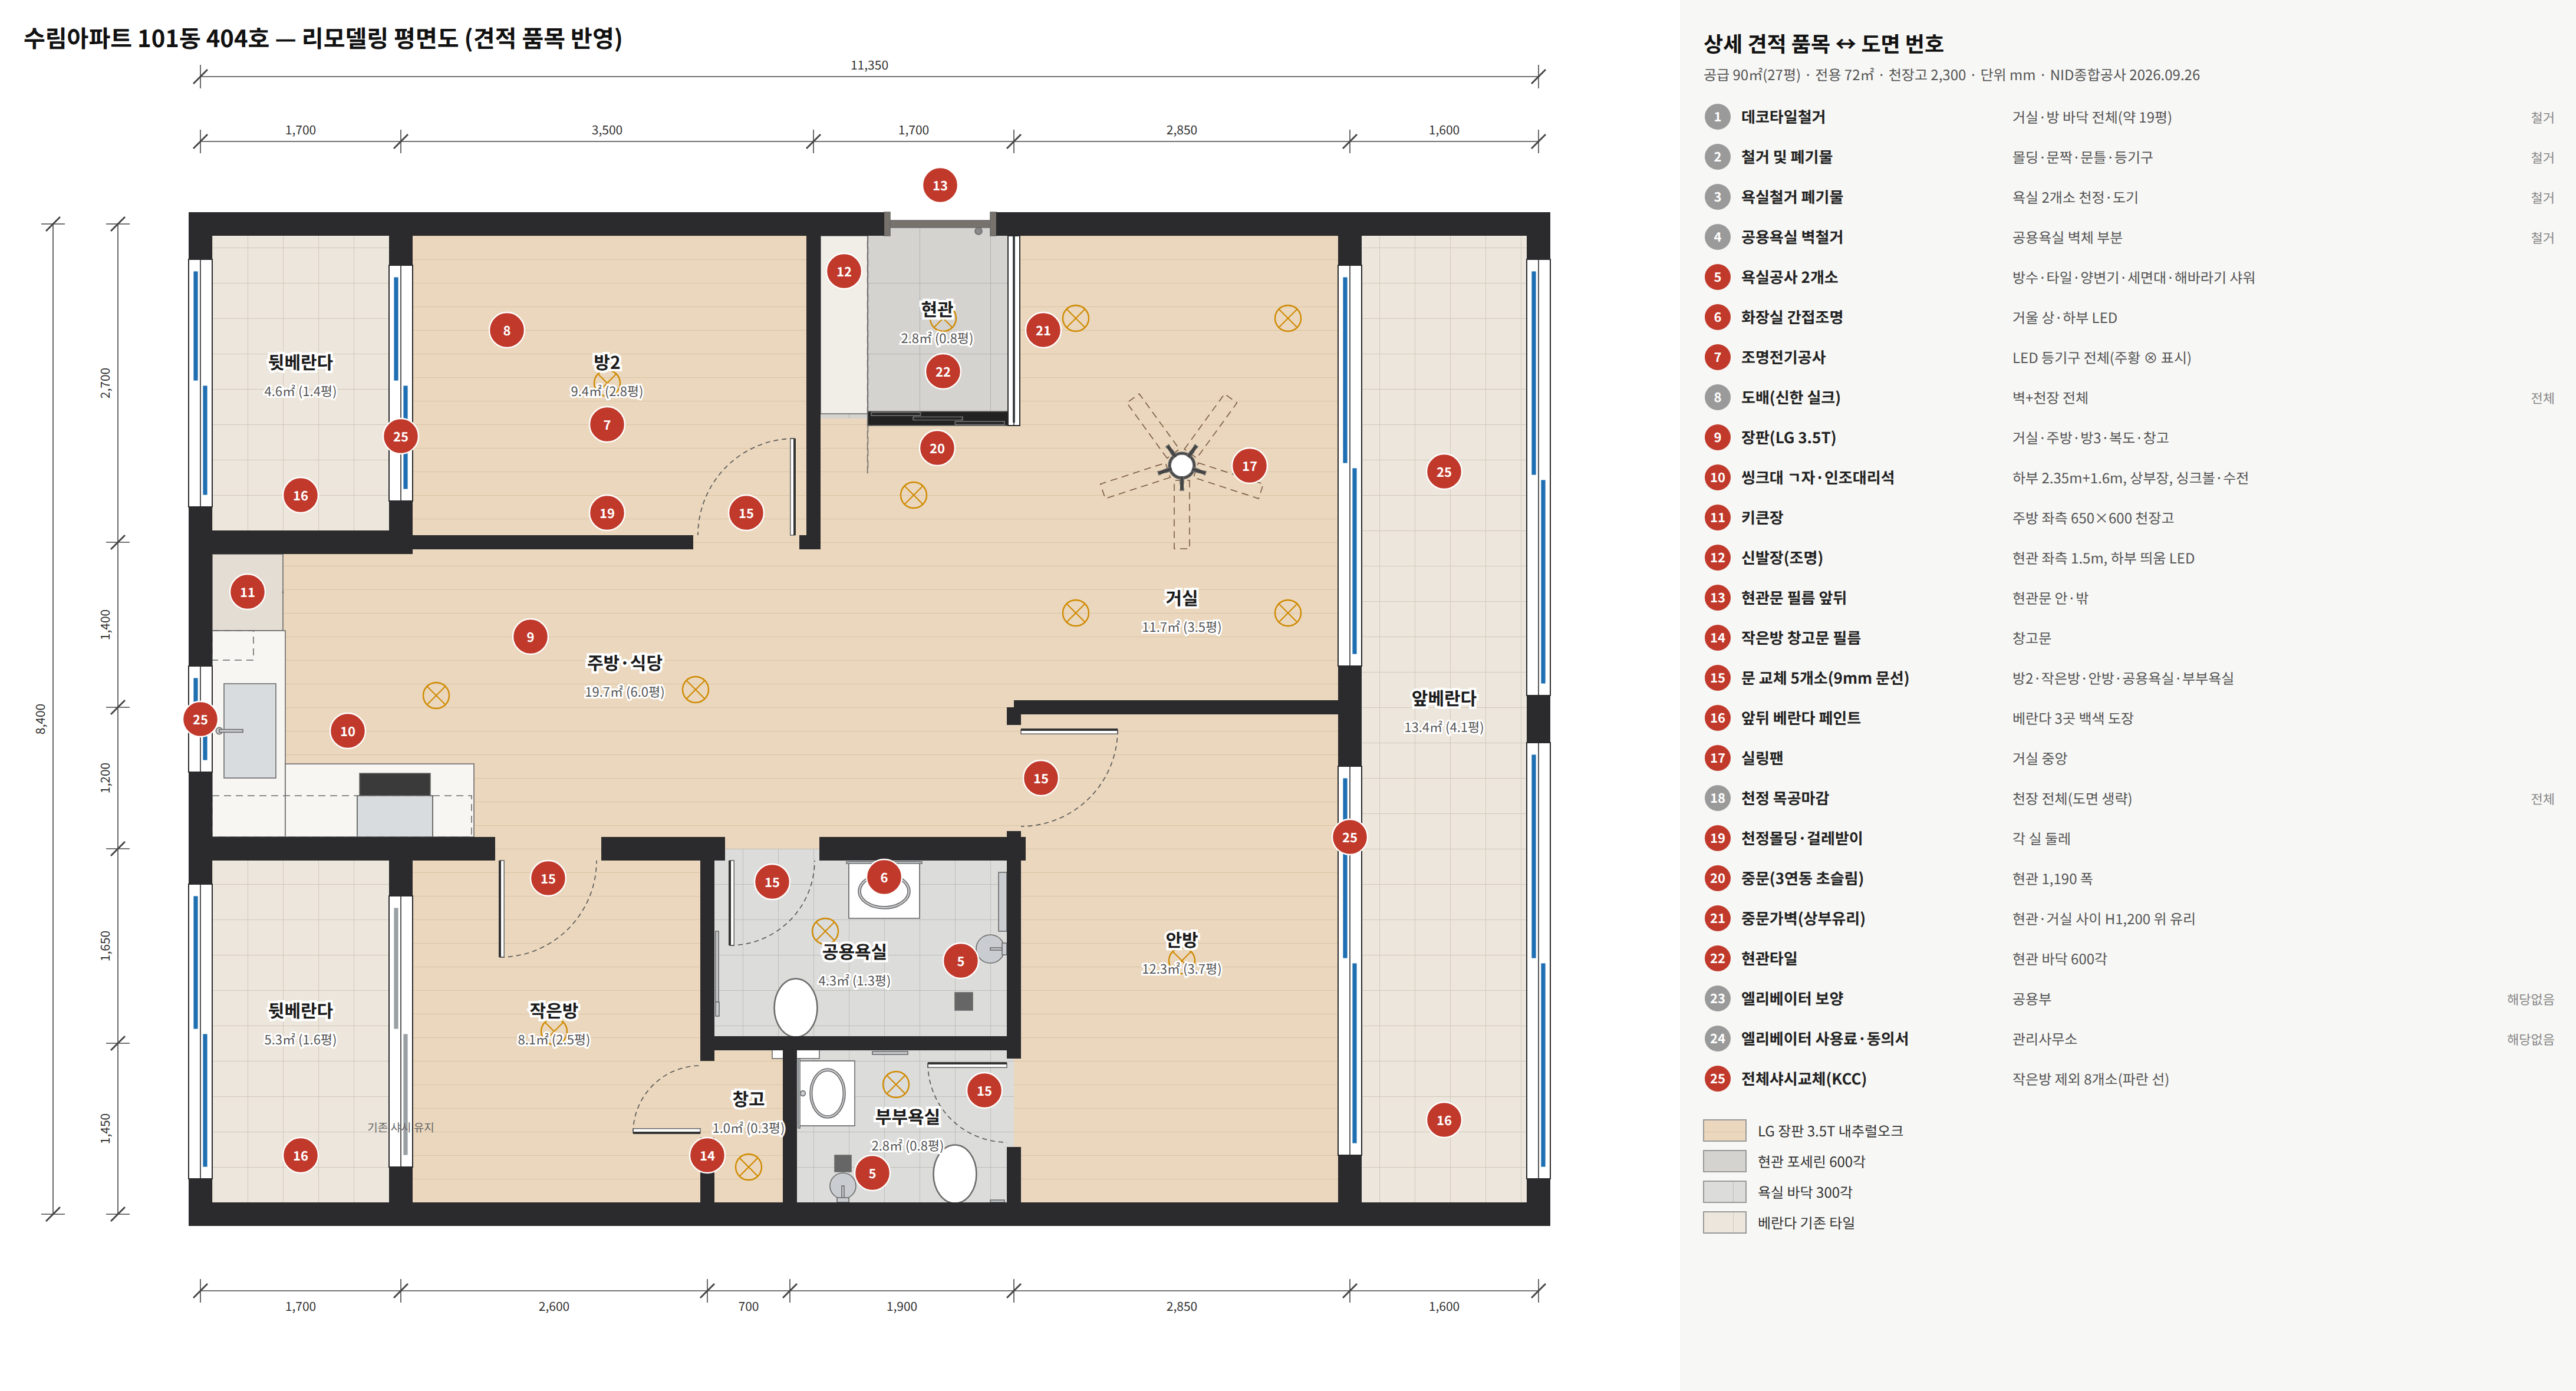 수림아파트 101동 404호 — 리모델링 평면도 (견적 품목 반영)
11,350
1,700
3,500
1,700
2,850
1,600
13
12
현관
2.8㎡(0.8평)
21
8
뒷베란다
4.6㎡(1.4평)
방2
9.4㎡(2.8평)
22
7
25
20
17
25
16
19
15
2,700
11
거실
11.7㎡(3.5평)
1,400
9
주방·식당
19.7㎡(6.0평)
앞베란다
13.4㎡(4.1평)
8,400
25
10
1,200
15
25
15
15
6
공용욕실
4.3㎡(1.3평)
5
안방
12.3㎡(3.7평)
1,650
뒷베란다
5.3㎡(1.6평)
작은방
8.1㎡(2.5평)
15
창고
1.0㎡(0.3평)
부부욕실
2.8㎡(0.8평)
기존 샤시 유지
1,450
16
14
5
16
1,700
2,600
700
1,900
2,850
1,600
상세 견적 품목 ↔ 도면 번호
공급 90㎡(27평) · 전용 72㎡ · 천장고 2,300 · 단위 mm · NID종합공사 2026.09.26
1 데코타일철거 거실·방 바닥 전체(약 19평) 철거
2 철거 및 폐기물 몰딩·문짝·문틀·등기구 철거
3 욕실철거 폐기물 욕실 2개소 천정·도기 철거
4 공용욕실 벽철거 공용욕실 벽체 부분 철거
5 욕실공사 2개소 방수·타일·양변기·세면대·해바라기 샤워
6 화장실 간접조명 거울 상·하부 LED
7 조명전기공사 LED 등기구 전체(주황 ⊗ 표시)
8 도배(신한 실크) 벽+천장 전체 전체
9 장판(LG 3.5T) 거실·주방·방3·복도·창고
10 씽크대 ㄱ자·인조대리석 하부 2.35m+1.6m, 상부장, 싱크볼·수전
11 키큰장 주방 좌측 650×600 천장고
12 신발장(조명) 현관 좌측 1.5m, 하부 띄움 LED
13 현관문 필름 앞뒤 현관문 안·밖
14 작은방 창고문 필름 창고문
15 문 교체 5개소(9mm 문선) 방2·작은방·안방·공용욕실·부부욕실
16 앞뒤 베란다 페인트 베란다 3곳 백색 도장
17 실링팬 거실 중앙
18 천정 목공마감 천장 전체(도면 생략) 전체
19 천정몰딩·걸레받이 각 실 둘레
20 중문(3연동 초슬림) 현관 1,190 폭
21 중문가벽(상부유리) 현관·거실 사이 H1,200 위 유리
22 현관타일 현관 바닥 600각
23 엘리베이터 보양 공용부 해당없음
24 엘리베이터 사용료·동의서 관리사무소 해당없음
25 전체샤시교체(KCC) 작은방 제외 8개소(파란 선)
LG 장판 3.5T 내추럴오크
현관 포세린 600각
욕실 바닥 300각
베란다 기존 타일